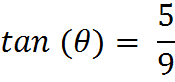 tan (θ) = 5/9